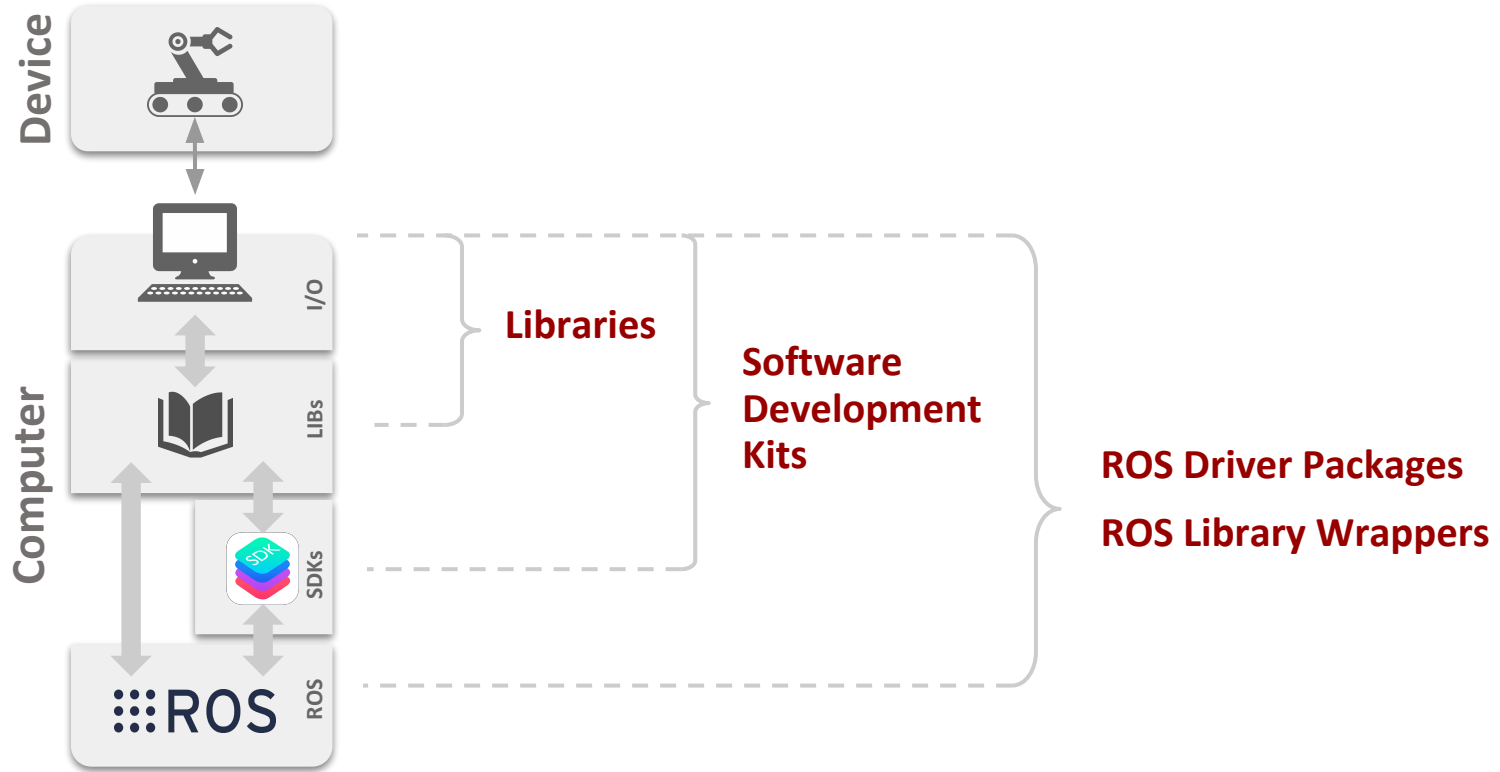 Device
Computer
I/O
LIBs
SDK
SDKs
ROS
ROS
Libraries
Software
Development
Kits
ROS Driver Packages
ROS Library Wrappers